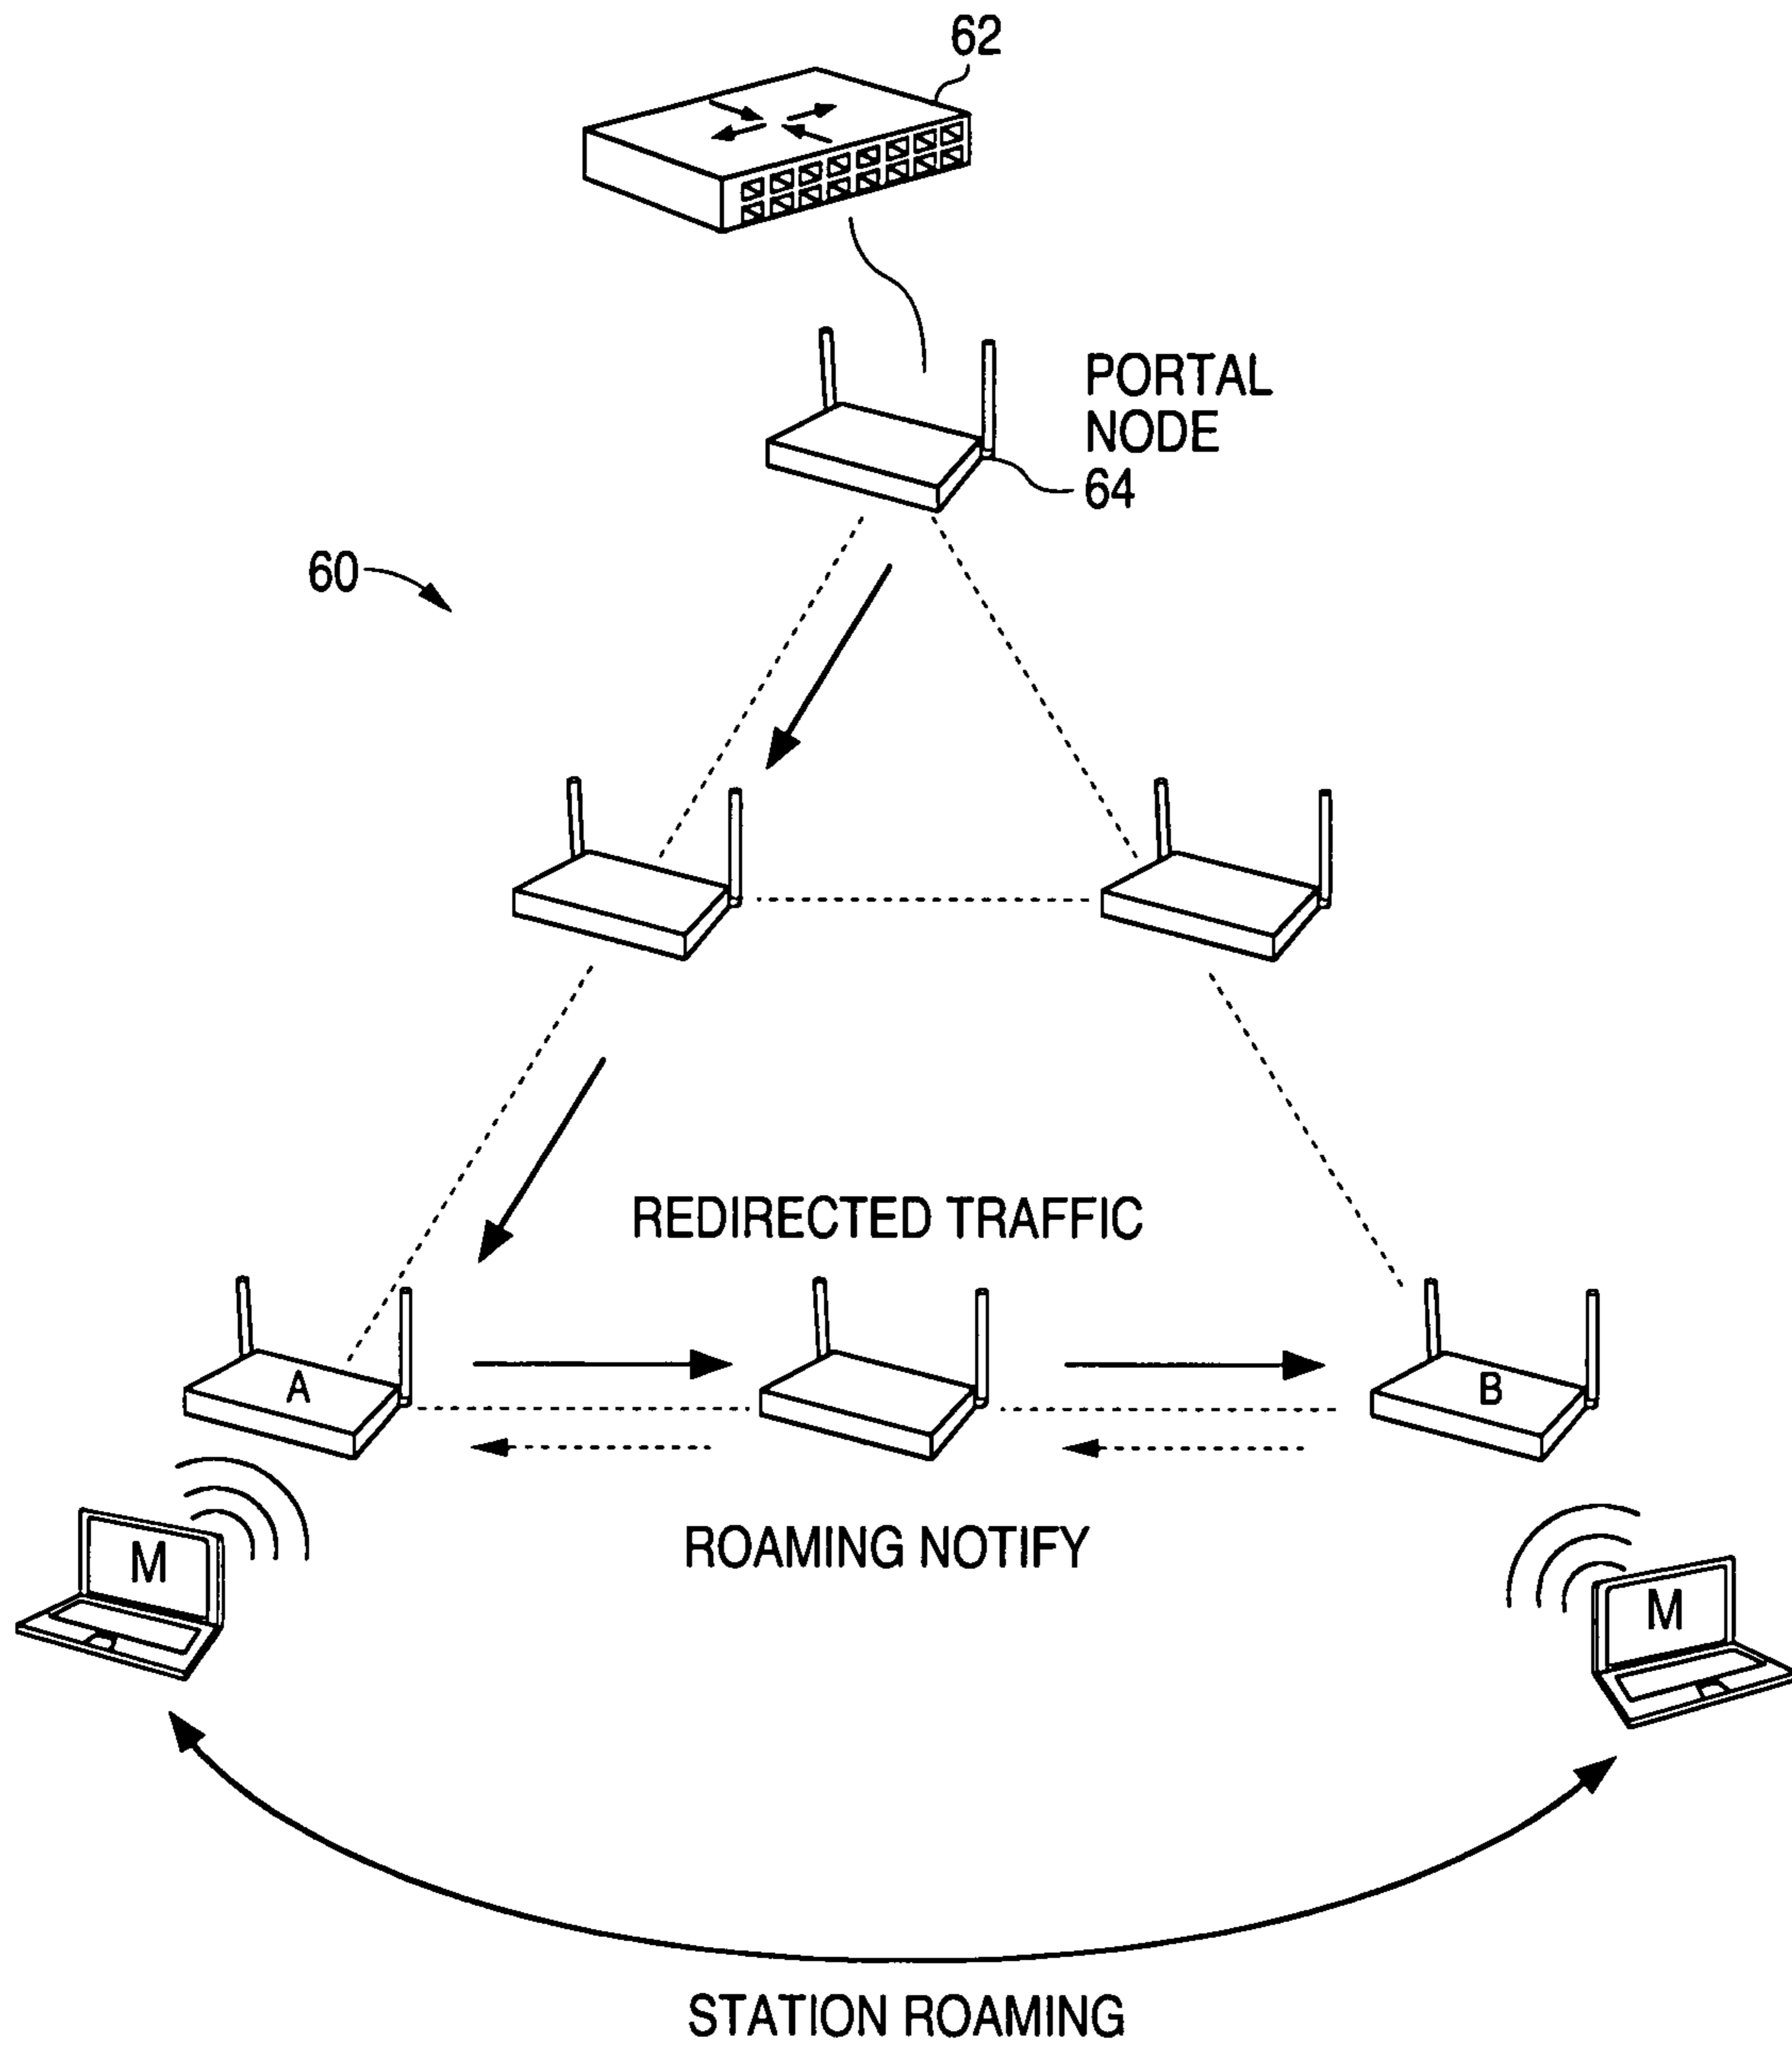 62
PORTAL
NODE
64
60
REDIRECTED TRAFFIC
A
B
ROAMING NOTIFY
M
M
STATION ROAMING